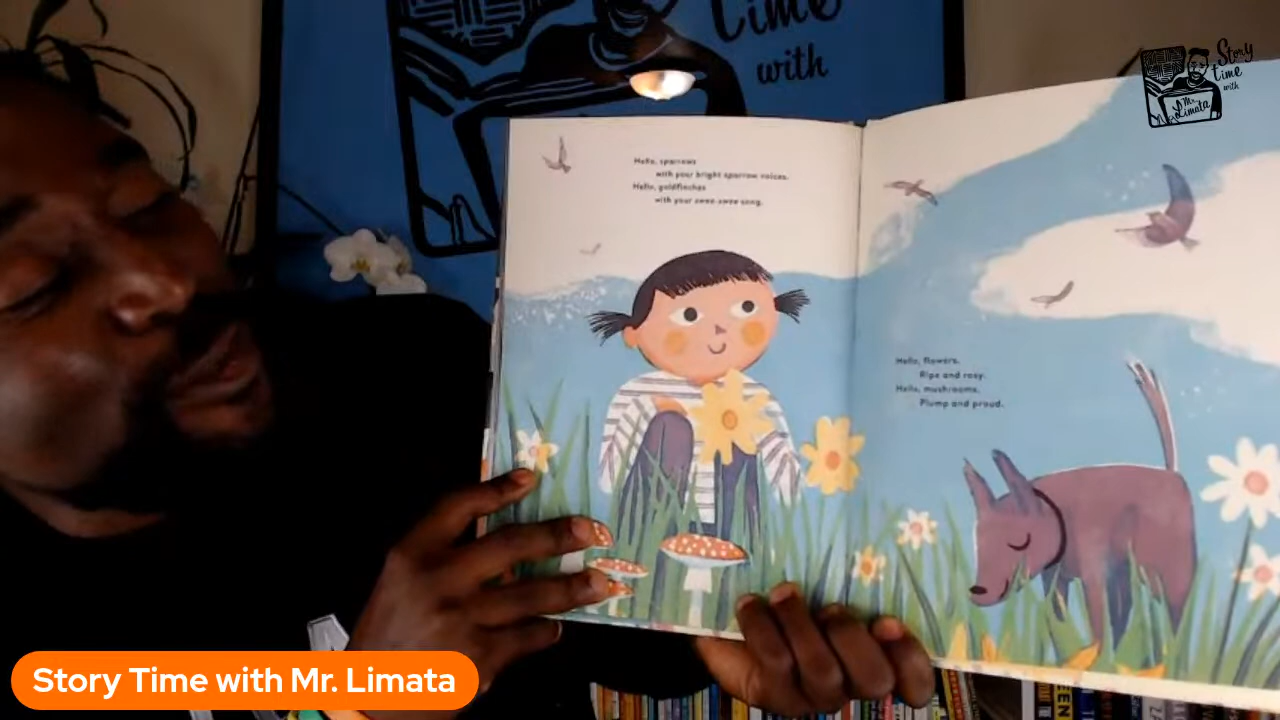 time
with
Story
time
with
Mr.
Limata
Hello, sparrows
with your bright sparrow voices.
Hello, goldfinches
with your swee-swee song.
Hello, flowers.
Ripe and rosy.
Hello, mushrooms.
Plump and proud.
Story Time with Mr. Limata